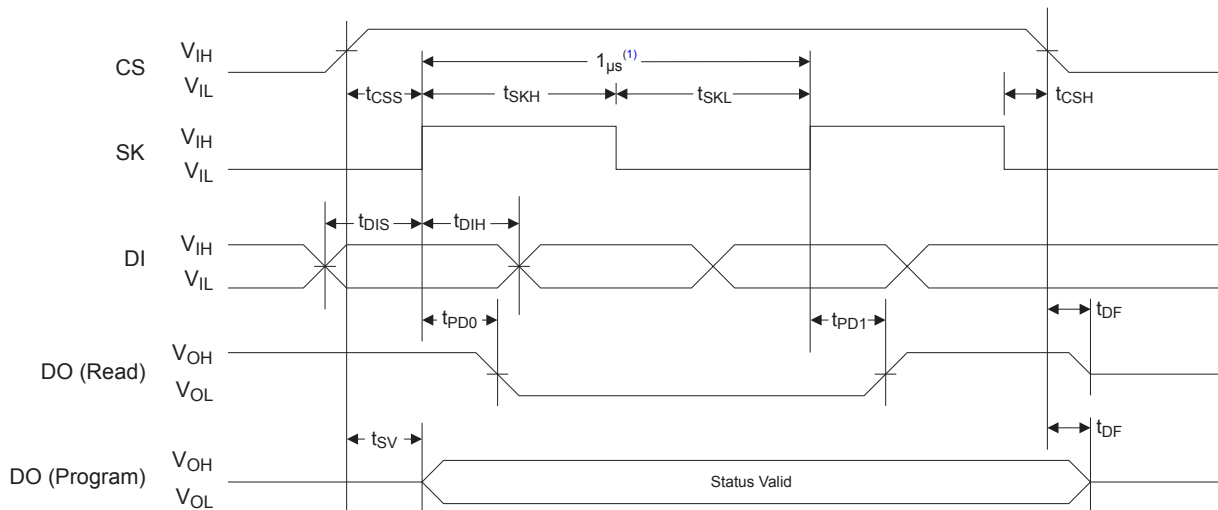 CS
V_IH
V_IL
1µs(1)
t_CSS
t_SKH
t_SKL
t_CSH
SK
V_IH
V_IL
t_DIS
t_DIH
DI
V_IH
V_IL
t_PD0
t_PD1
t_DF
DO (Read)
V_OH
V_OL
t_SV
t_DF
DO (Program)
V_OH
V_OL
Status Valid